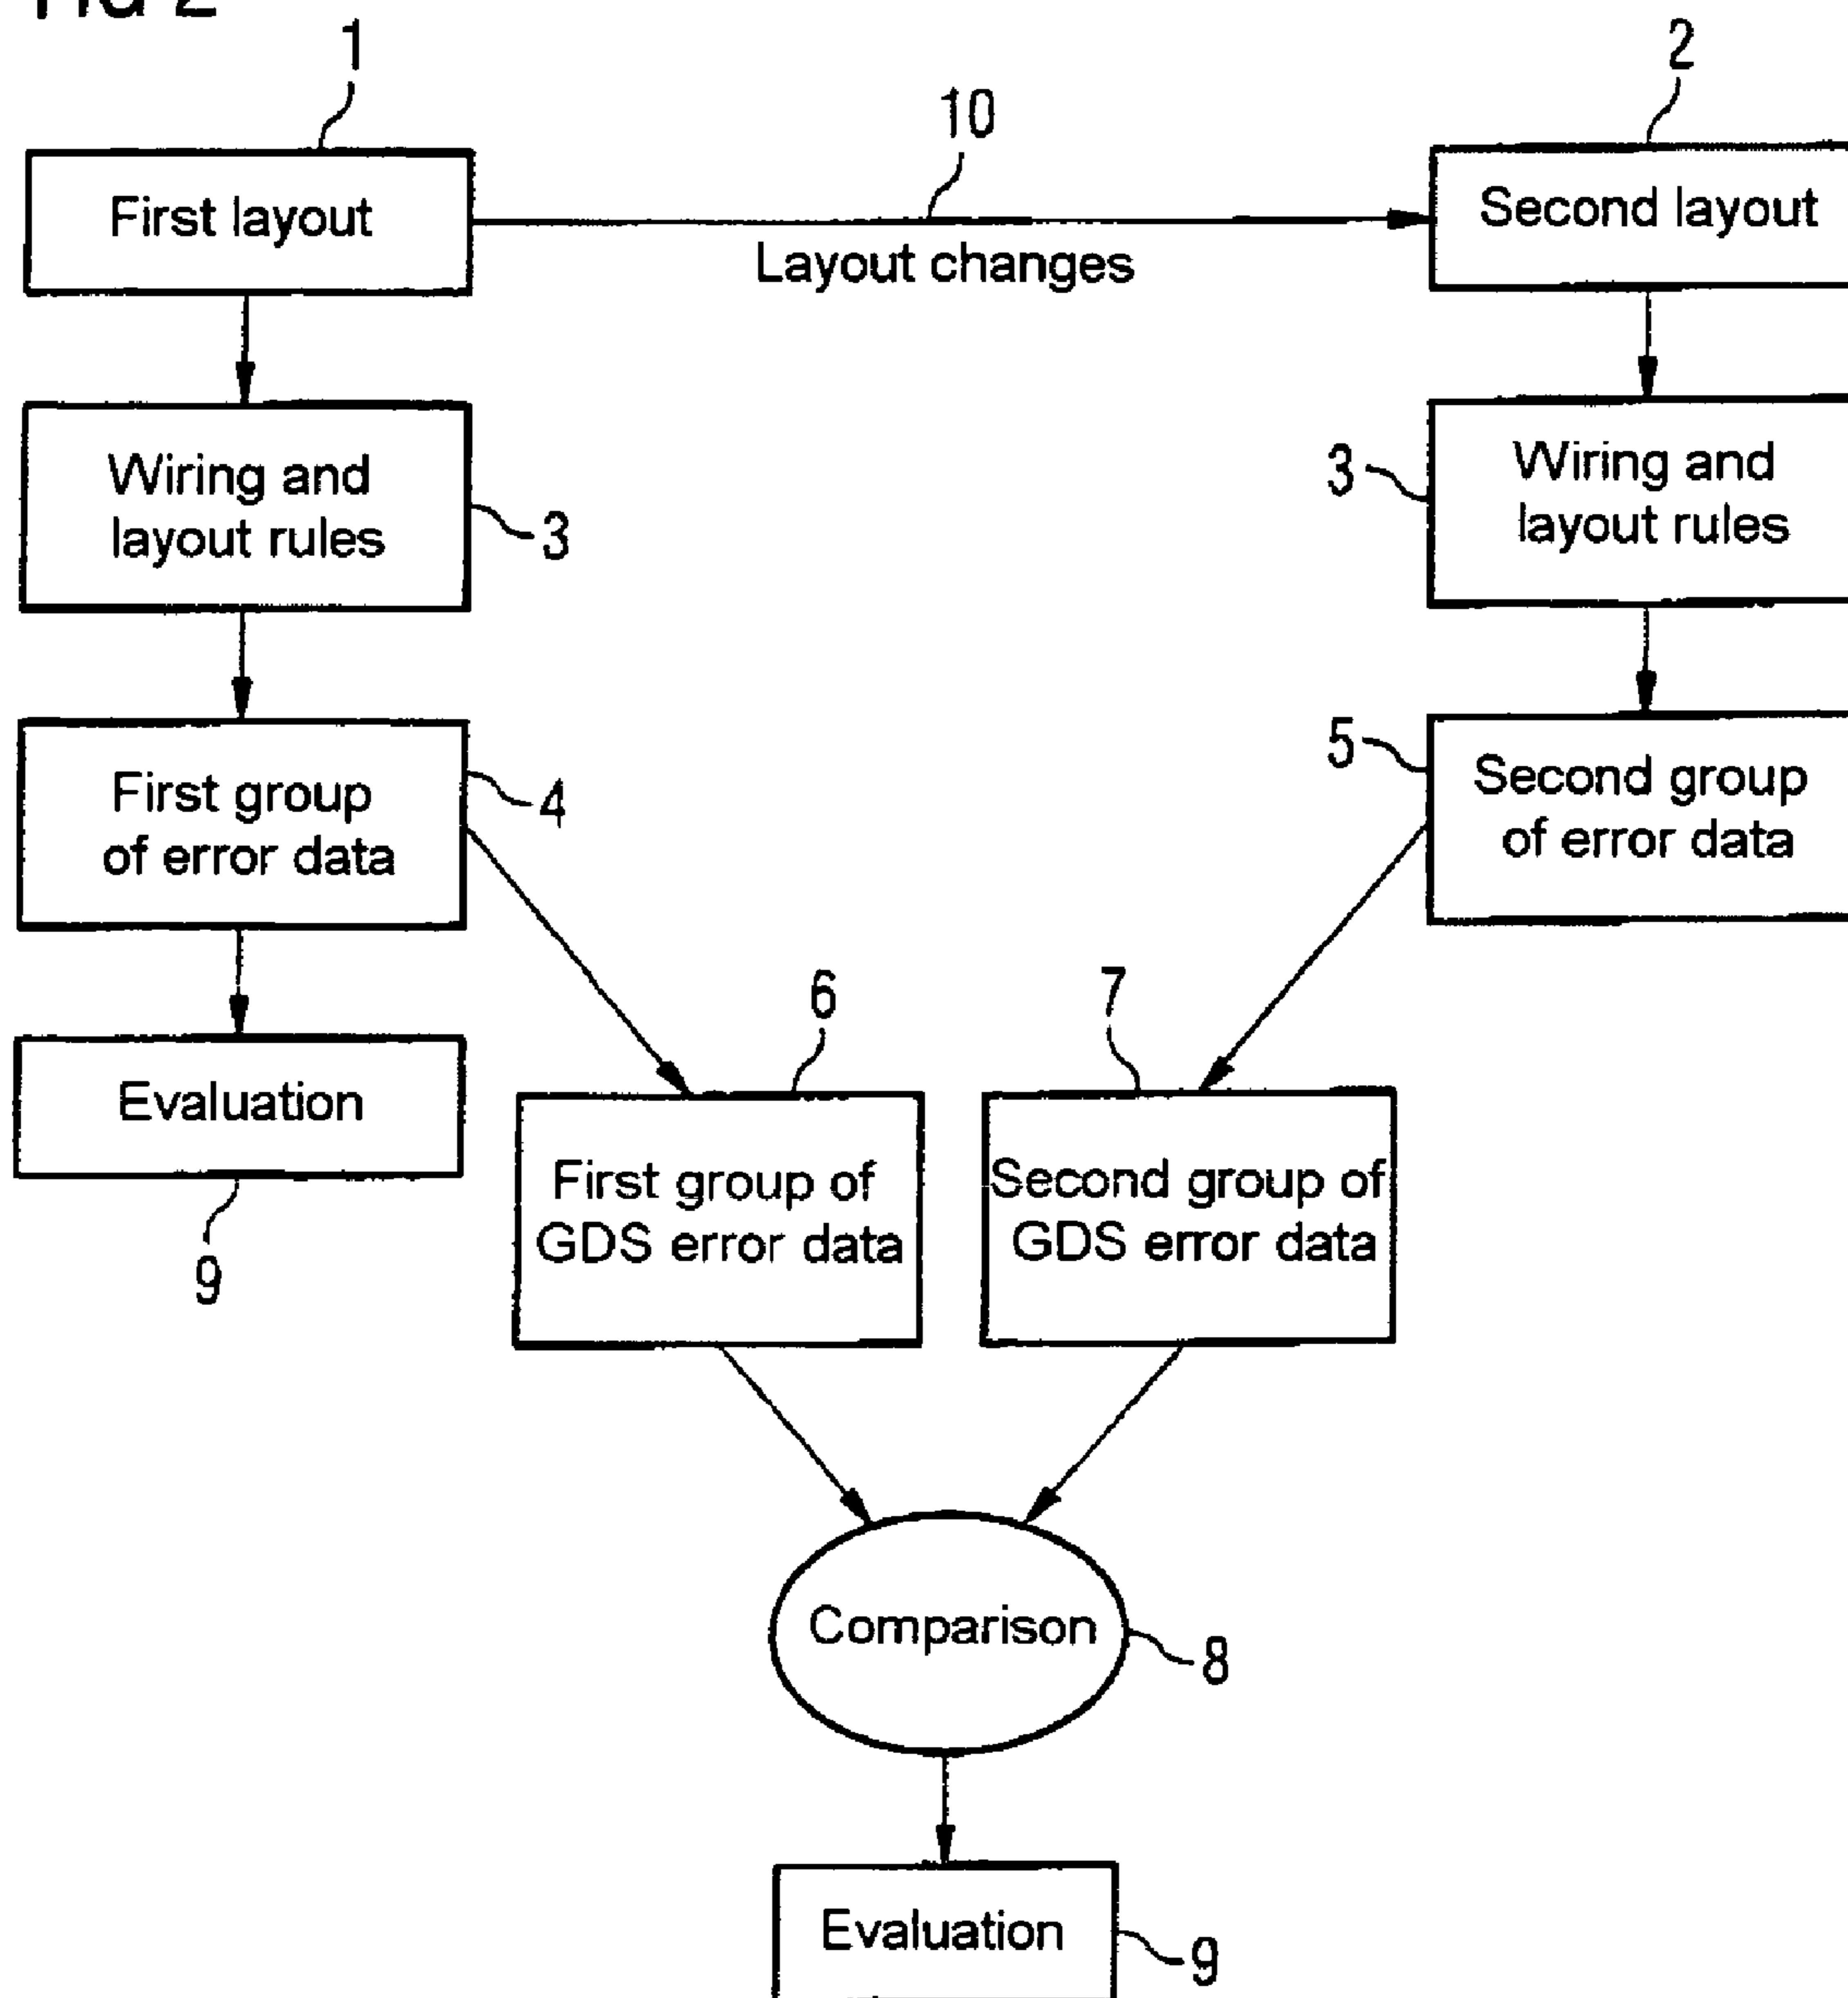 1
2
10
First layout
Second layout
Layout changes
Wiring and
layout rules
3
3
Wiring and
layout rules
First group
of error data
4
5
Second group
of error data
6
7
Evaluation
9
First group of
GDS error data
Second group of
GDS error data
Comparison
8
Evaluation
9